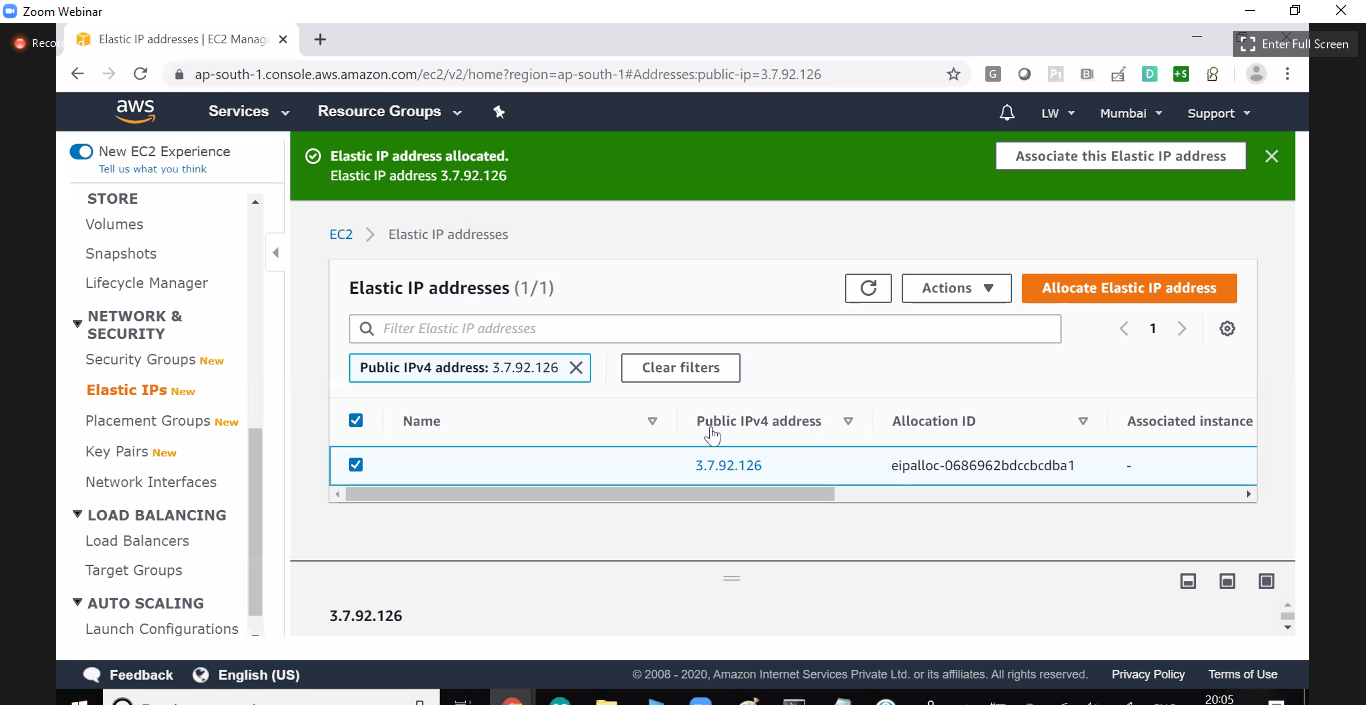 Zoom Webinar
Recor
Elastic IP addresses | EC2 Manag
Enter Full Screen
ap-south-1.console.aws.amazon.com/ec2/v2/home?region=ap-south-1#Addresses:public-ip=3.7.92.126
aws
Services
Resource Groups
LW
Mumbai
Support
New EC2 Experience
Tell us what you think
STORE
Volumes
Snapshots
Lifecycle Manager
NETWORK &
SECURITY
Security Groups New
Elastic IPs New
Placement Groups New
Key Pairs New
Network Interfaces
LOAD BALANCING
Load Balancers
Target Groups
AUTO SCALING
Launch Configurations
Elastic IP address allocated.
Elastic IP address 3.7.92.126
Associate this Elastic IP address
EC2 Elastic IP addresses
Elastic IP addresses (1/1)
Actions
Allocate Elastic IP address
Filter Elastic IP addresses
1
Public IPv4 address: 3.7.92.126
Clear filters
Name Public IPv4 address Allocation ID Associated instance
3.7.92.126 eipalloc-0686962bdccbcdba1 -
3.7.92.126
Feedback
English (US)
© 2008 - 2020, Amazon Internet Services Private Ltd. or its affiliates. All rights reserved.
Privacy Policy
Terms of Use
20:05